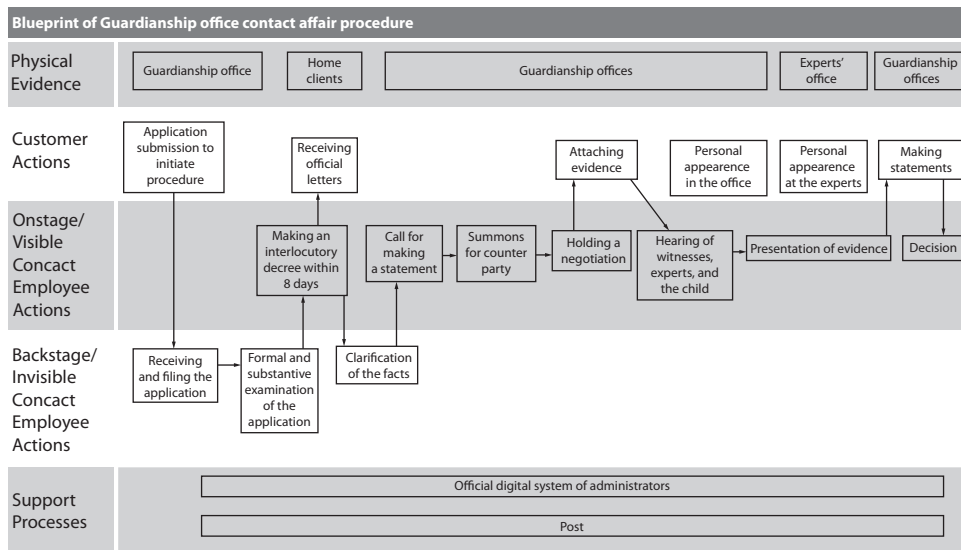 Blueprint of Guardianship office contact affair procedure
Physical
Evidence
Guardianship office
Home
clients
Guardianship offices
Experts'
office
Guardianship
offices
Customer
Actions
Application
submission to
initiate
procedure
Receiving
official
letters
Attaching
evidence
Personal
appearence
in the office
Personal
appearence
at the experts
Making
statements
Onstage/
Visible
Concact
Employee
Actions
Making an
interlocutory
decree within
8 days
Call for
making
a statement
Summons
for counter
party
Holding a
negotiation
Hearing of
witnesses,
experts, and
the child
Presentation of evidence
Decision
Backstage/
Invisible
Concact
Employee
Actions
Receiving
and filing the
application
Formal and
substantive
examination
of the
application
Clarification
of the facts
Support
Processes
Official digital system of administrators
Post